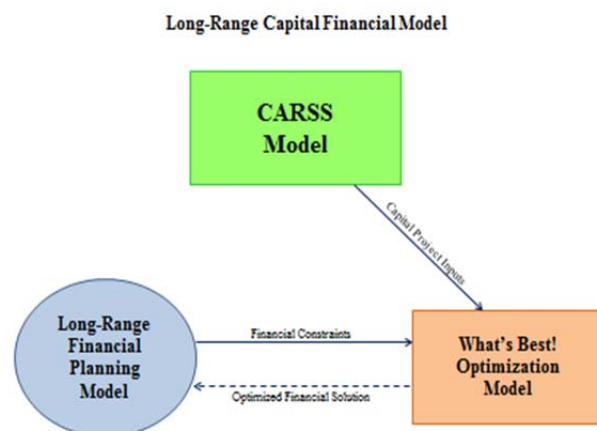 Long-Range Capital Financial Model
CARSS
Model
Capital Project Inputs
Long-Range
Financial
Planning
Model
Financial Constraints
Optimized Financial Solution
What's Best!
Optimization
Model